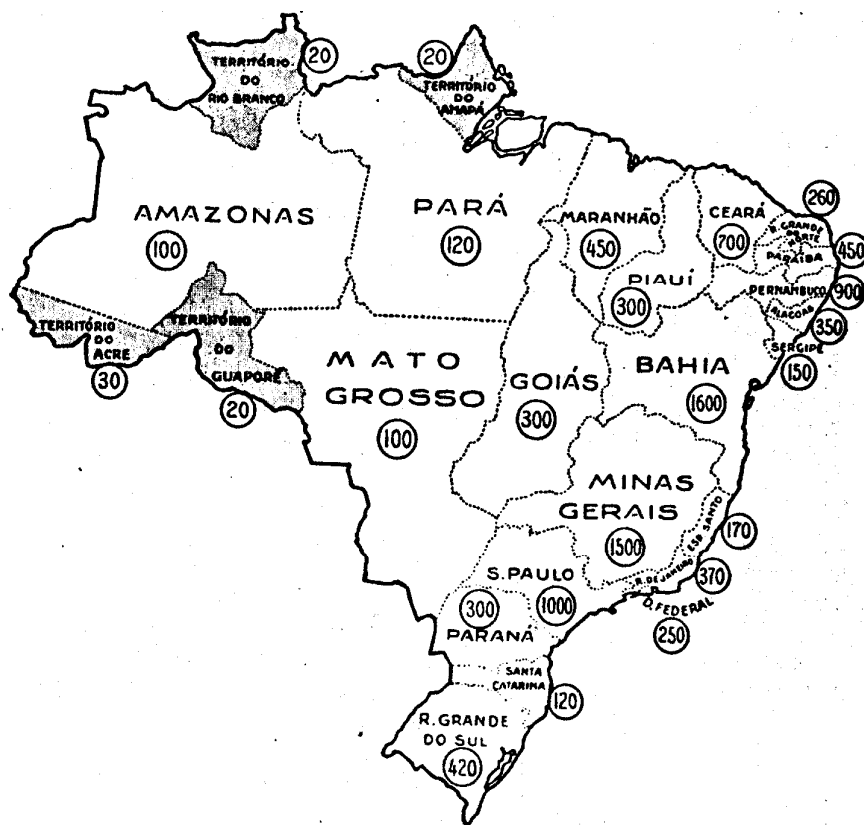 20
TERRITÓRIO
DO
RIO BRANCO
20
TERRITÓRIO
DO
AMAPÁ
AMAZONAS
100
PARÁ
120
MARANHÃO
450
CEARÁ
700
260
R. GRANDE
DO
NORTE
PARAÍBA
450
PIAUÍ
300
PERNAMBUCO
900
ALAGOAS
350
SERGIPE
150
TERRITÓRIO
DO
ACRE
30
TERRITÓRIO
DO
GUAPORÉ
20
MATO
GROSSO
100
GOIÁS
300
BAHIA
1600
MINAS
GERAIS
1500
ESP. SANTO
170
R. DE JANEIRO
370
D. FEDERAL
250
S. PAULO
1000
300
PARANÁ
SANTA
CATARINA
120
R. GRANDE
DO SUL
420